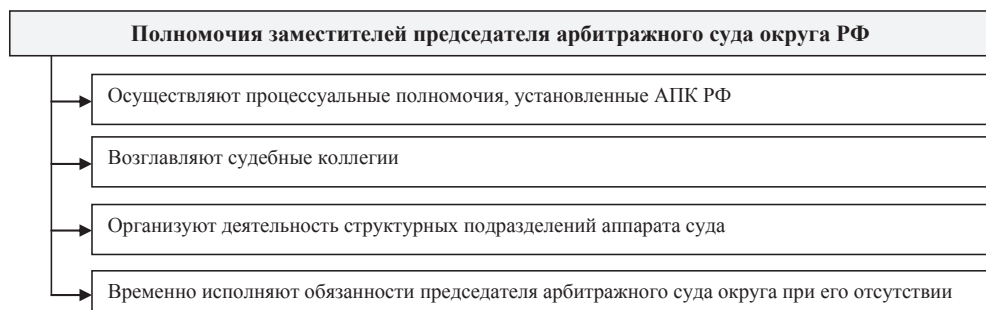 Полномочия заместителей председателя арбитражного суда округа РФ
Осуществляют процессуальные полномочия, установленные АПК РФ
Возглавляют судебные коллегии
Организуют деятельность структурных подразделений аппарата суда
Временно исполняют обязанности председателя арбитражного суда округа при его отсутствии